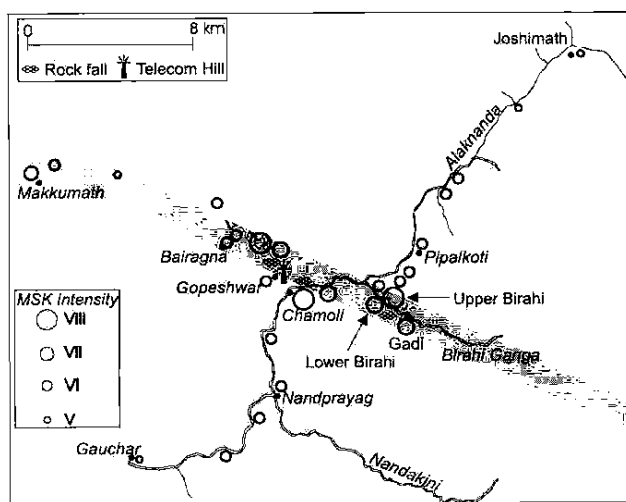 0 8 km
Rock fall Telecom Hill
Joshimath
Alaknanda
Makkumath
Bairagna
Pipalkoti
Gopeshwar
Upper Birahi
MSK intensity
VIII
VII
VI
V
Chamoli
Gadi
Lower Birahi
Birahi Ganga
Nandprayag
Gauchar
Nandakini